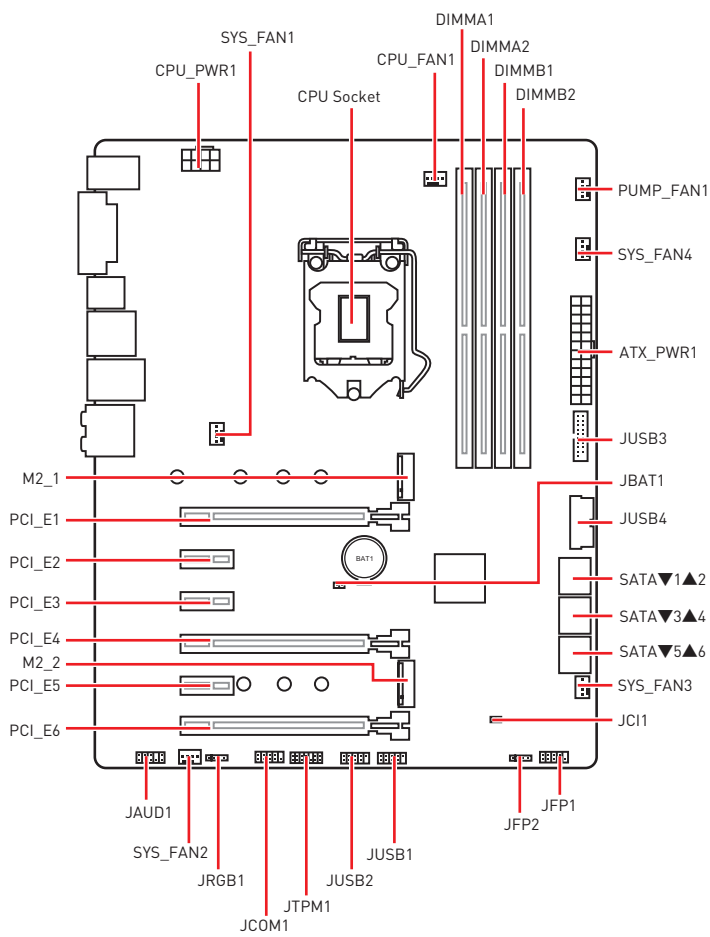 DIMMA1
SYS_FAN1
DIMMA2
CPU_FAN1
CPU_PWR1
DIMMB1
CPU Socket
DIMMB2
PUMP_FAN1
SYS_FAN4
ATX_PWR1
JUSB3
M2_1
JBAT1
PCI_E1
JUSB4
PCI_E2
BAT1
SATA▼1▲2
PCI_E3
SATA▼3▲4
PCI_E4
SATA▼5▲6
M2_2
PCI_E5
SYS_FAN3
PCI_E6
JCI1
JAUD1
JFP1
JFP2
SYS_FAN2
JUSB1
JRGB1
JUSB2
JTPM1
JCOM1